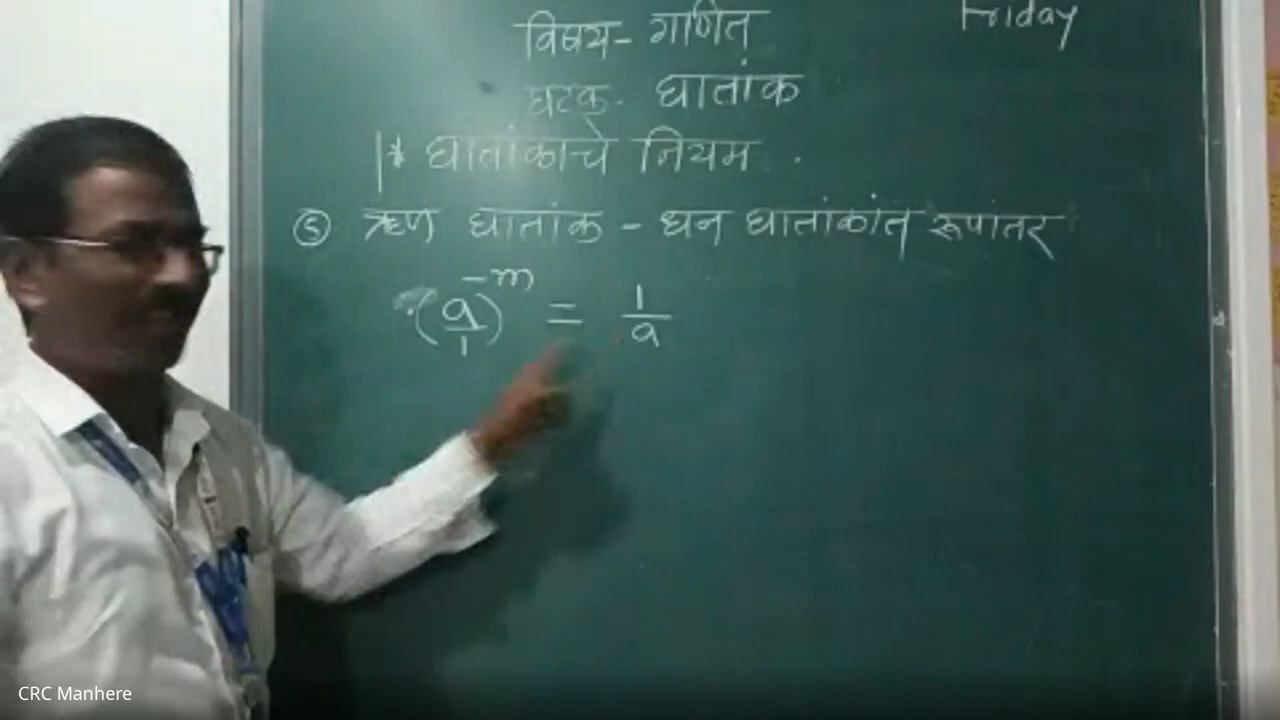 Friday
विषय- गणित
घटक- घातांक
* घातांकाचे नियम .
⑤ ऋण घातांक - धन घातांकांत रूपांतर
(a/1)^-m = 1/a
CRC Manhere